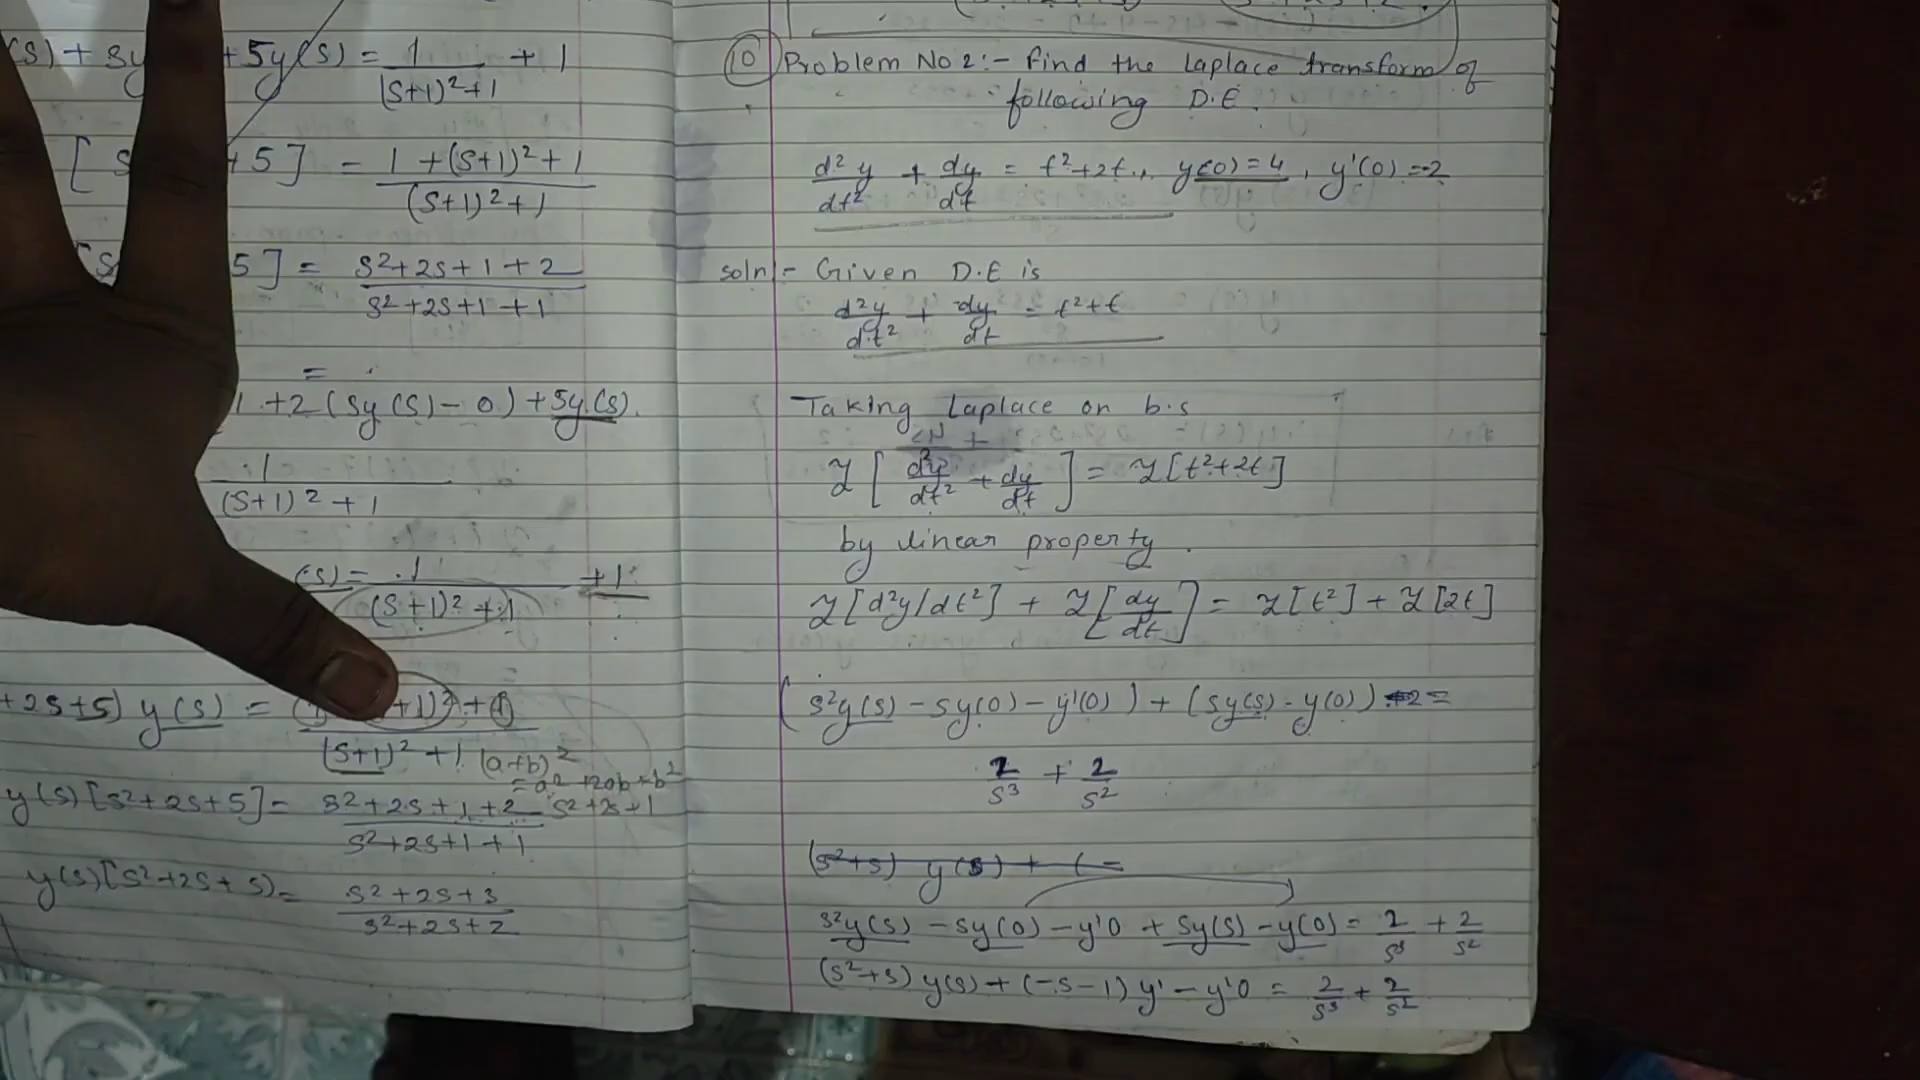 (s) + sy +5y(s) = 1/((s+1)²+1) + 1
[s +5] = (1+(s+1)²+1)/((s+1)²+1)
[s 5] = (s²+2s+1+2)/(s²+2s+1+1)
=
1 +2(sy(s)-0)+5y(s).
1/((s+1)²+1)
(s) = 1/((s+1)²+1) +1
+2s+5) y(s) = +1)²+1/((s+1)²+1
(a+b)²
= a²+2ab+b²
y(s)[s²+2s+5] = (s²+2s+1+2)/(s²+2s+1+1) s²+2s+1
y(s)[s²+2s+5) = (s²+2s+3)/(s²+2s+2)
Problem No 2:- find the Laplace transform of
following D.E.
d²y/dt² + dy/dt = t²+2t, y(0)=4, y'(0)=-2
soln - Given D.E is
d²y/dt² + dy/dt = t²+t
Taking Laplace on b.s
L[d²y/dt² + dy/dt] = L[t²+2t]
by linear property.
L[d²y/dt²] + L[dy/dt] = L[t²] + L[2t]
(s²y(s) - sy(0) - y'(0)) + (sy(s) - y(0)) =
2/s³ + 2/s²
(s²+s) y(s) + ( =
s²y(s) - sy(0) - y'0 + sy(s) - y(0) = 2/s³ + 2/s²
(s²+s) y(s) + (-s-1) y' - y'0 = 2/s³ + 2/s²